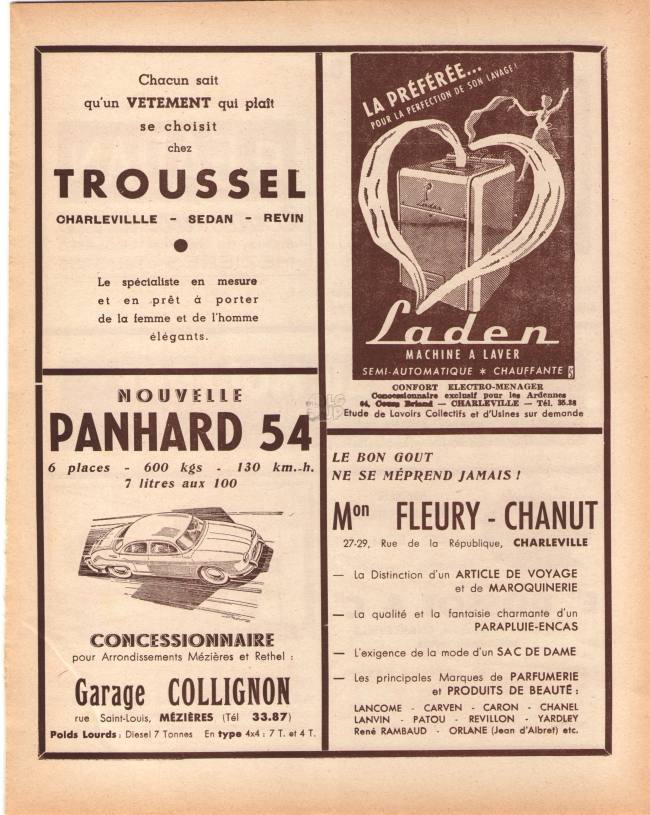 Chacun sait
qu'un VETEMENT qui plaît
se choisit
chez
TROUSSEL
CHARLEVILLLE - SEDAN - REVIN
Le spécialiste en mesure
et en prêt à porter
de la femme et de l'homme
élégants.
LA PRÉFÉRÉE...
POUR LA PERFECTION DE SON LAVAGE!
Laden
Laden
MACHINE A LAVER
SEMI-AUTOMATIQUE * CHAUFFANTE
CONFORT ELECTRO-MENAGER
Concessionnaire exclusif pour les Ardennes
64, Cours Briand — CHARLEVILLE — Tél. 35.28
Etude de Lavoirs Collectifs et d'Usines sur demande
NOUVELLE
PANHARD 54
6 places - 600 kgs - 130 km.-h.
7 litres aux 100
CONCESSIONNAIRE
pour Arrondissements Mézières et Rethel :
Garage COLLIGNON
rue Saint-Louis, MÉZIÈRES (Tél 33.87)
Poids Lourds : Diesel 7 Tonnes En type 4x4 : 7 T. et 4 T.
LE BON GOUT
NE SE MÉPREND JAMAIS !
Mon FLEURY - CHANUT
27-29, Rue de la République, CHARLEVILLE
— La Distinction d'un ARTICLE DE VOYAGE
et de MAROQUINERIE
— La qualité et la fantaisie charmante d'un
PARAPLUIE-ENCAS
— L'exigence de la mode d'un SAC DE DAME
— Les principales Marques de PARFUMERIE
et PRODUITS DE BEAUTÉ :
LANCOME - CARVEN - CARON - CHANEL
LANVIN - PATOU - REVILLON - YARDLEY
René RAMBAUD - ORLANE (Jean d'Albret) etc.